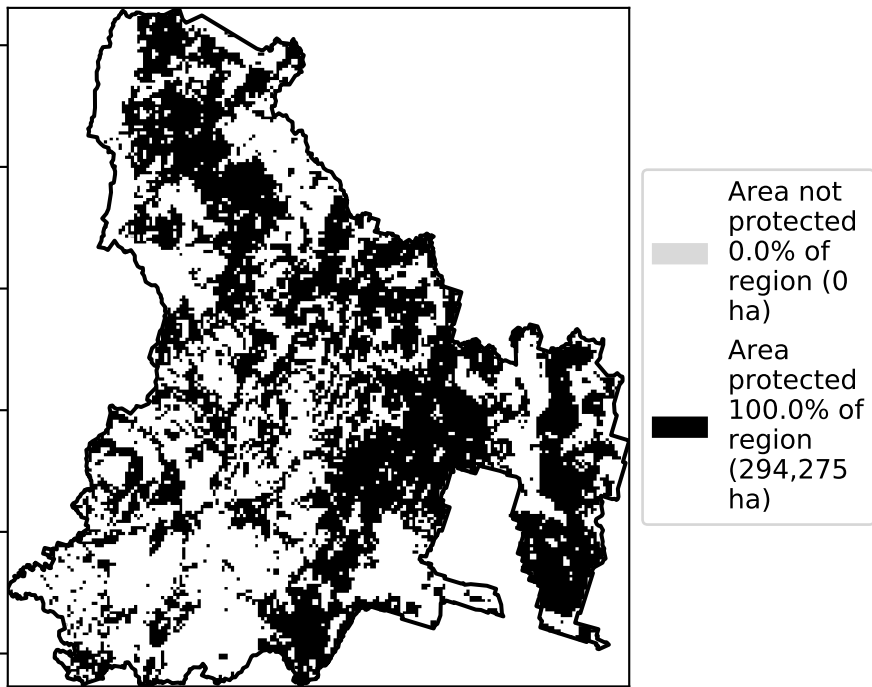 Area not
protected
0.0% of
region (0
ha)
Area
protected
100.0% of
region
(294,275
ha)